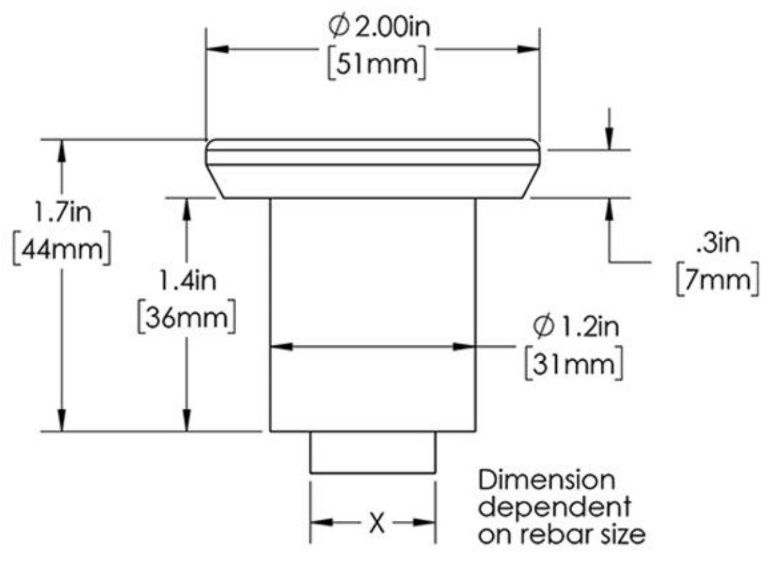 ∅ 2.00in
[51mm]
1.7in
[44mm]
1.4in
[36mm]
.3in
[7mm]
∅ 1.2in
[31mm]
X
Dimension
dependent
on rebar size